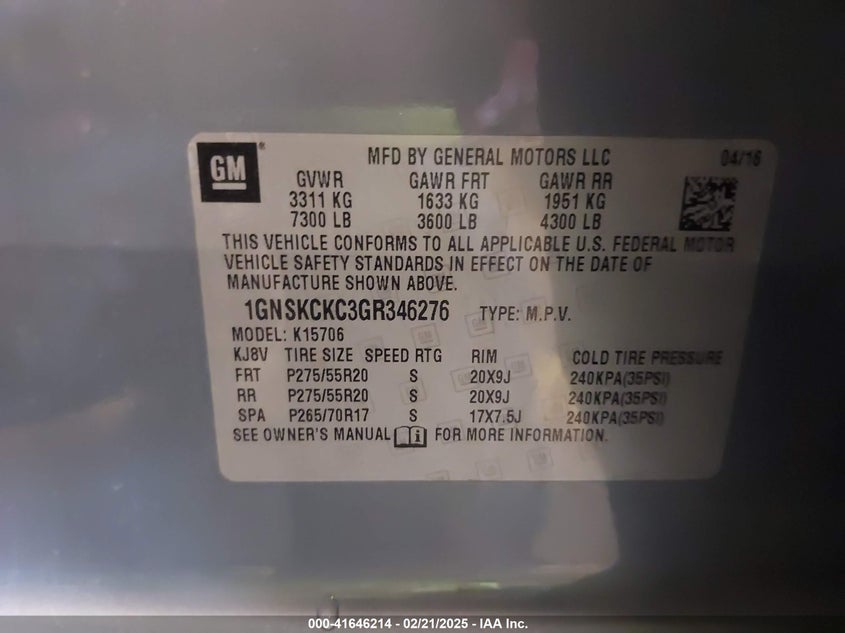 GM
MFD BY GENERAL MOTORS LLC 04/16
GVWR GAWR FRT GAWR RR
3311 KG 1633 KG 1951 KG
7300 LB 3600 LB 4300 LB
THIS VEHICLE CONFORMS TO ALL APPLICABLE U.S. FEDERAL MOTOR
VEHICLE SAFETY STANDARDS IN EFFECT ON THE DATE OF
MANUFACTURE SHOWN ABOVE.
1GNSKCKC3GR346276 TYPE: M.P.V.
MODEL: K15706
KJ8V TIRE SIZE SPEED RTG RIM COLD TIRE PRESSURE
FRT P275/55R20 S 20X9J 240KPA(35PSI)
RR P275/55R20 S 20X9J 240KPA(35PSI)
SPA P265/70R17 S 17X7.5J 240KPA(35PSI)
SEE OWNER'S MANUAL FOR MORE INFORMATION.
000-41646214 - 02/21/2025 - IAA Inc.